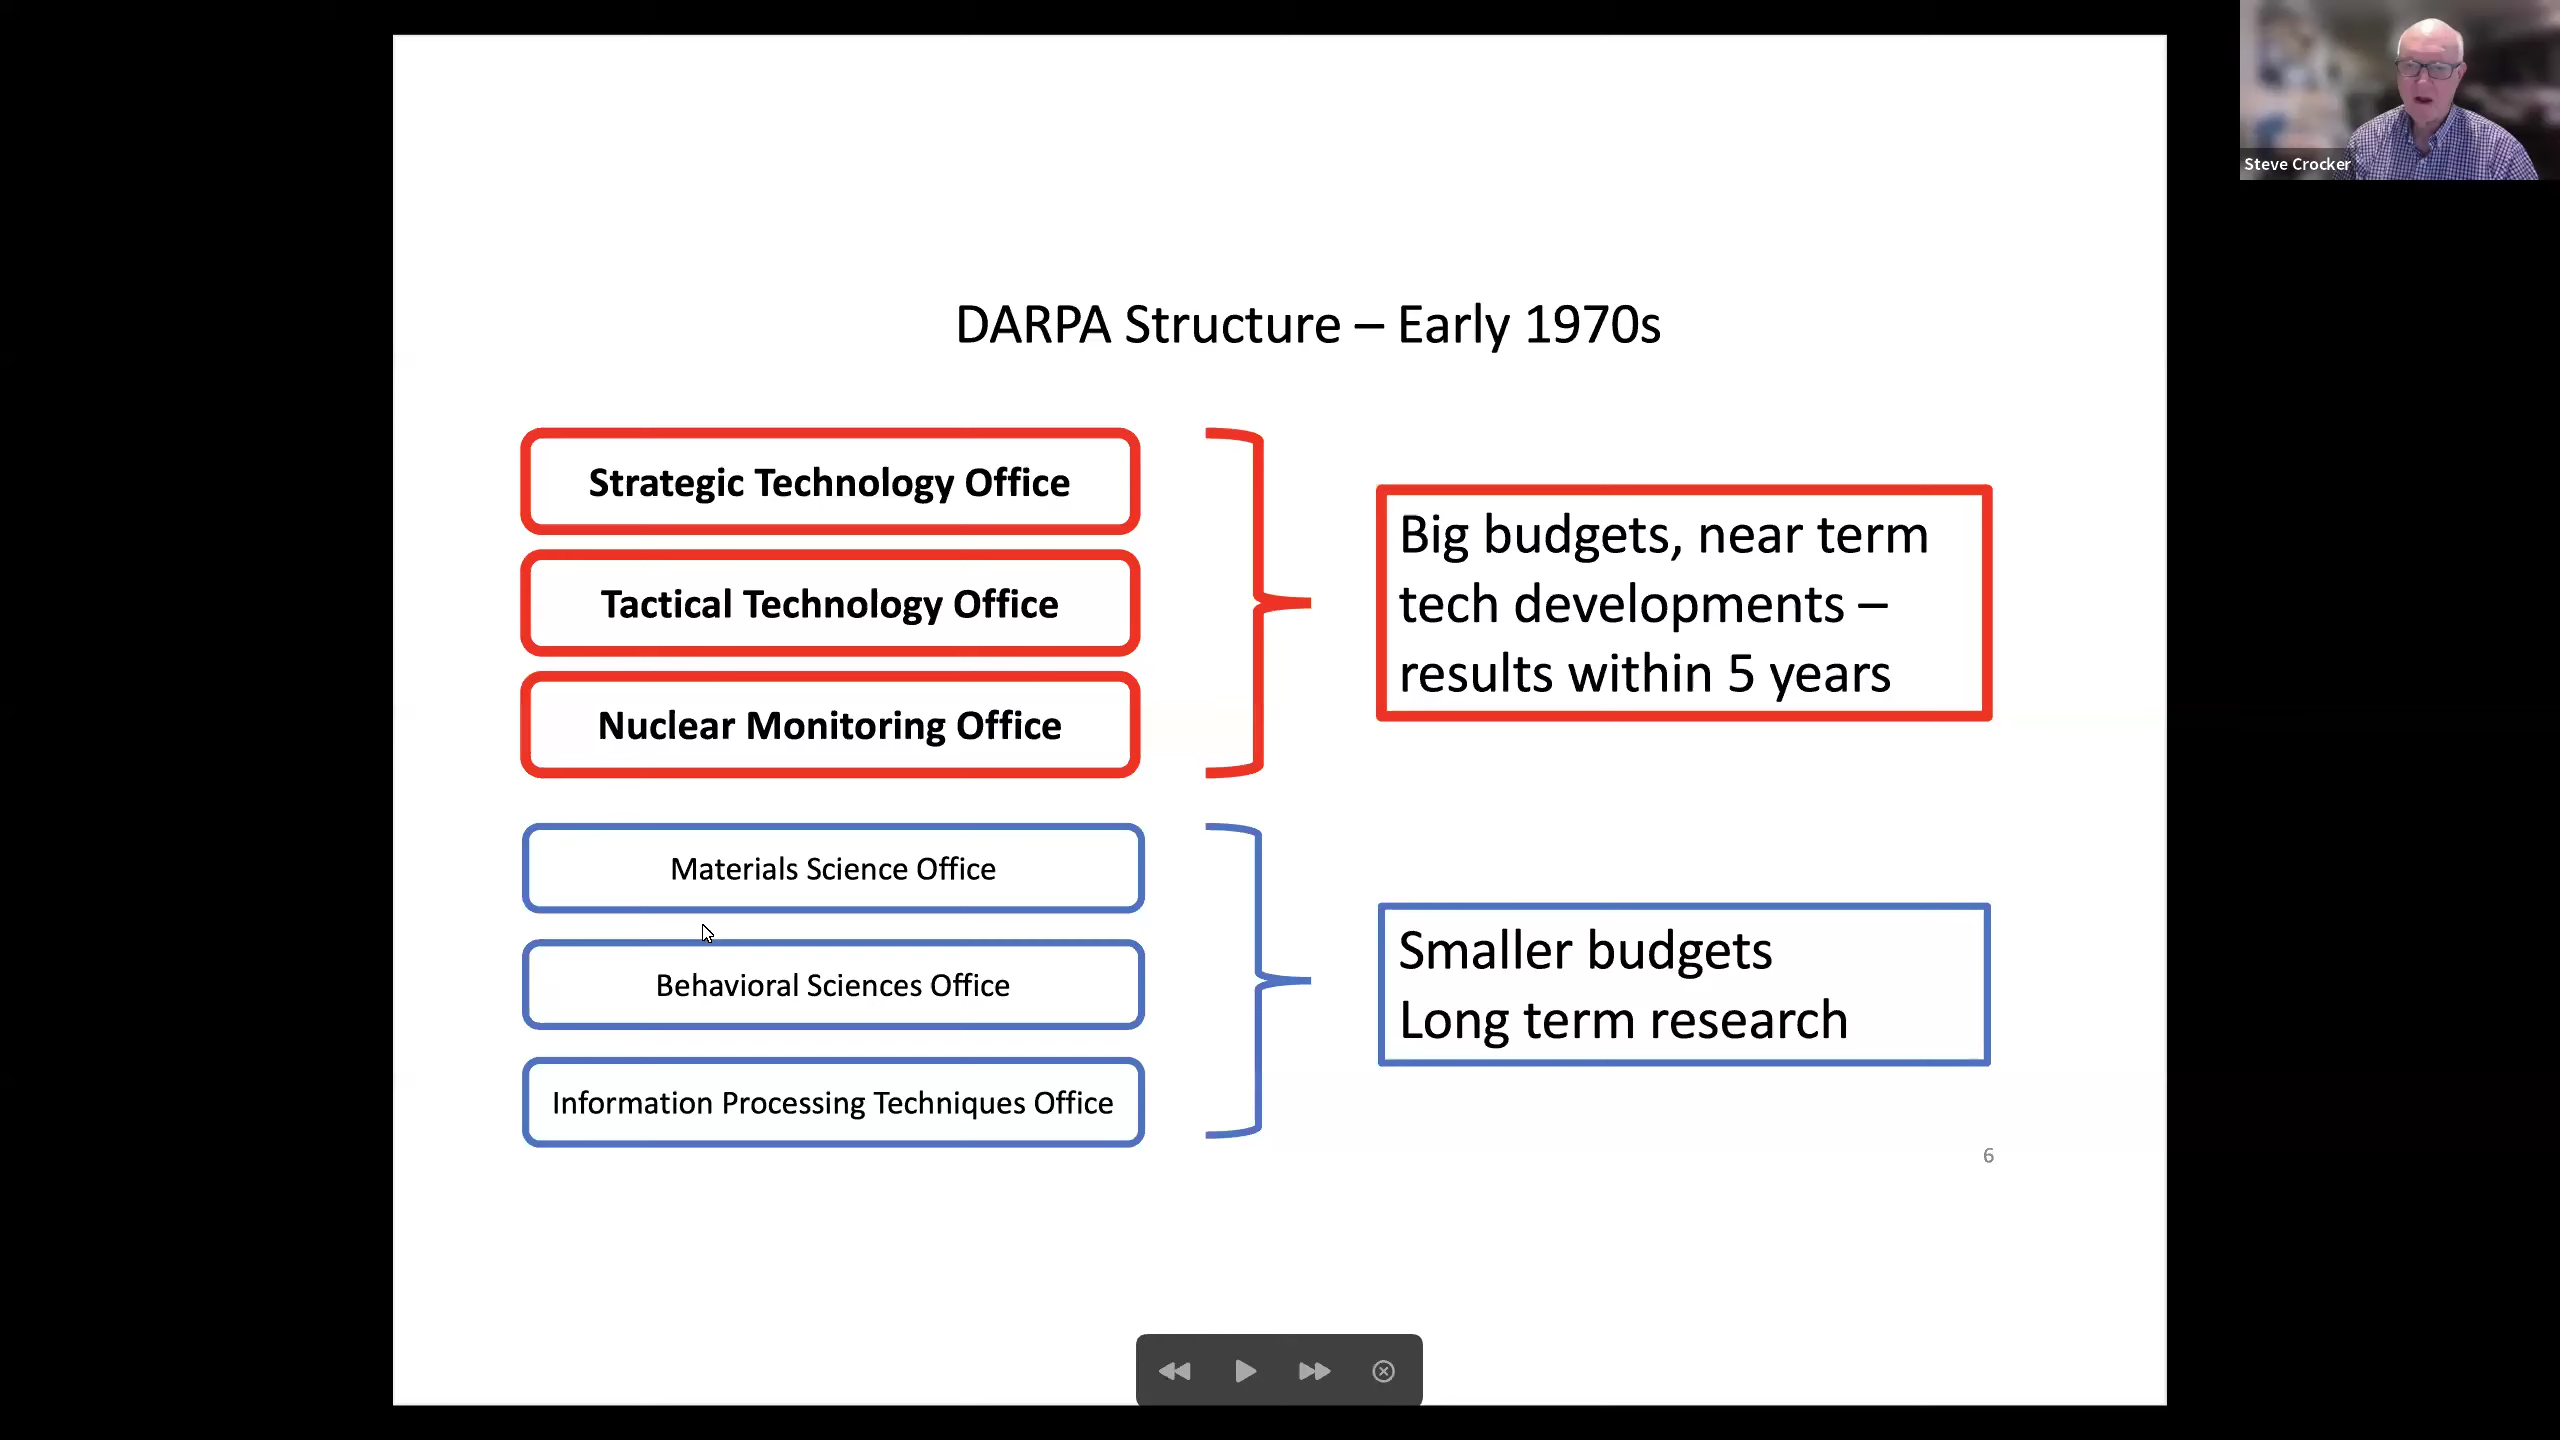 Steve Crocker
DARPA Structure – Early 1970s
Strategic Technology Office
Tactical Technology Office
Nuclear Monitoring Office
Big budgets, near term
tech developments –
results within 5 years
Materials Science Office
Behavioral Sciences Office
Information Processing Techniques Office
Smaller budgets
Long term research
6